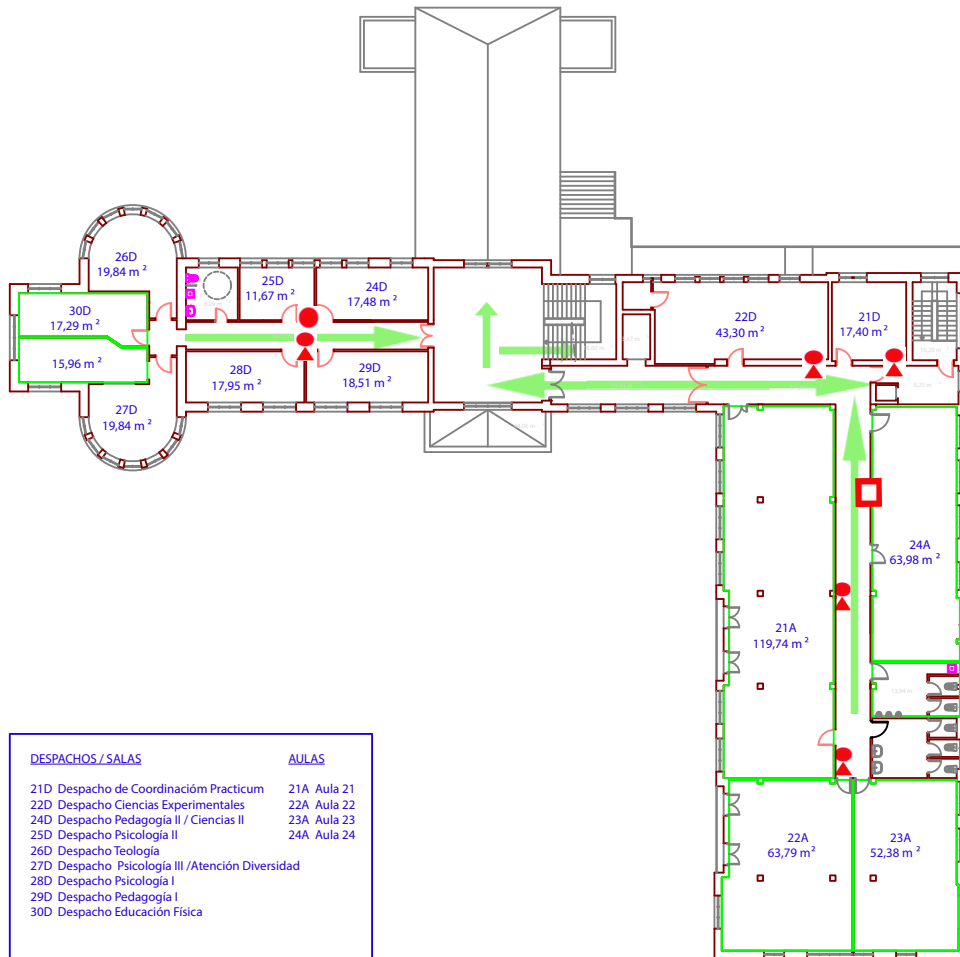 26D
19,84 m ²
25D
11,67 m ²
24D
17,48 m ²
30D
17,29 m ²
15,96 m ²
28D
17,95 m ²
29D
18,51 m ²
27D
19,84 m ²
22D
43,30 m ²
21D
17,40 m ²
24A
63,98 m ²
21A
119,74 m ²
13,94 m ²
22A
63,79 m ²
23A
52,38 m ²
DESPACHOS / SALAS
21D Despacho de Coordinación Practicum
22D Despacho Ciencias Experimentales
24D Despacho Pedagogía II / Ciencias II
25D Despacho Psicología II
26D Despacho Teología
27D Despacho Psicología III /Atención Diversidad
28D Despacho Psicología I
29D Despacho Pedagogía I
30D Despacho Educación Física
AULAS
21A Aula 21
22A Aula 22
23A Aula 23
24A Aula 24